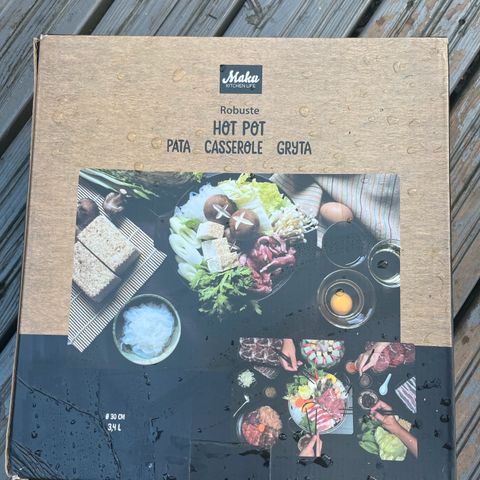 Maku
KITCHEN LIFE
Robuste
HOT POT
PATA CASSEROLE GRYTA
Ø 30 CM
3,4 L